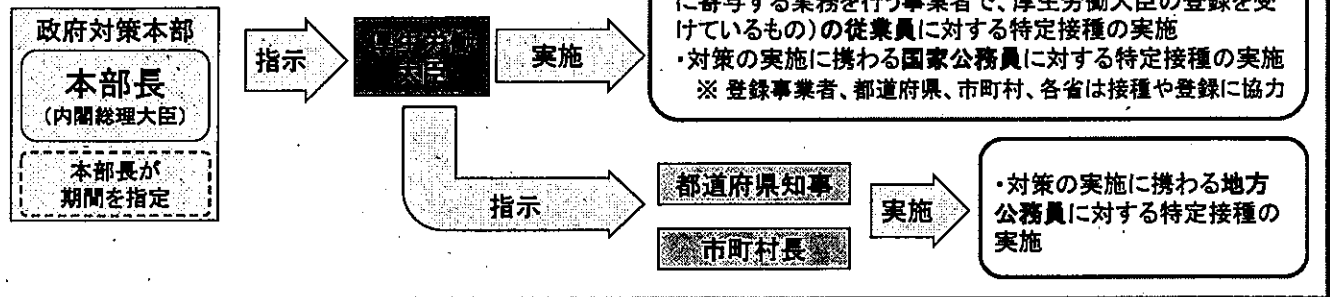 に寄与する業務を行う事業者で、厚生労働大臣の登録を受
けているもの）の従業員に対する特定接種の実施
・対策の実施に携わる国家公務員に対する特定接種の実施
※ 登録事業者、都道府県、市町村、各省は接種や登録に協力
政府対策本部
本部長
（内閣総理大臣）
本部長が
期間を指定
指示
厚生労働
大臣
実施
指示
都道府県知事
市町村長
実施
・対策の実施に携わる地方
公務員に対する特定接種の
実施